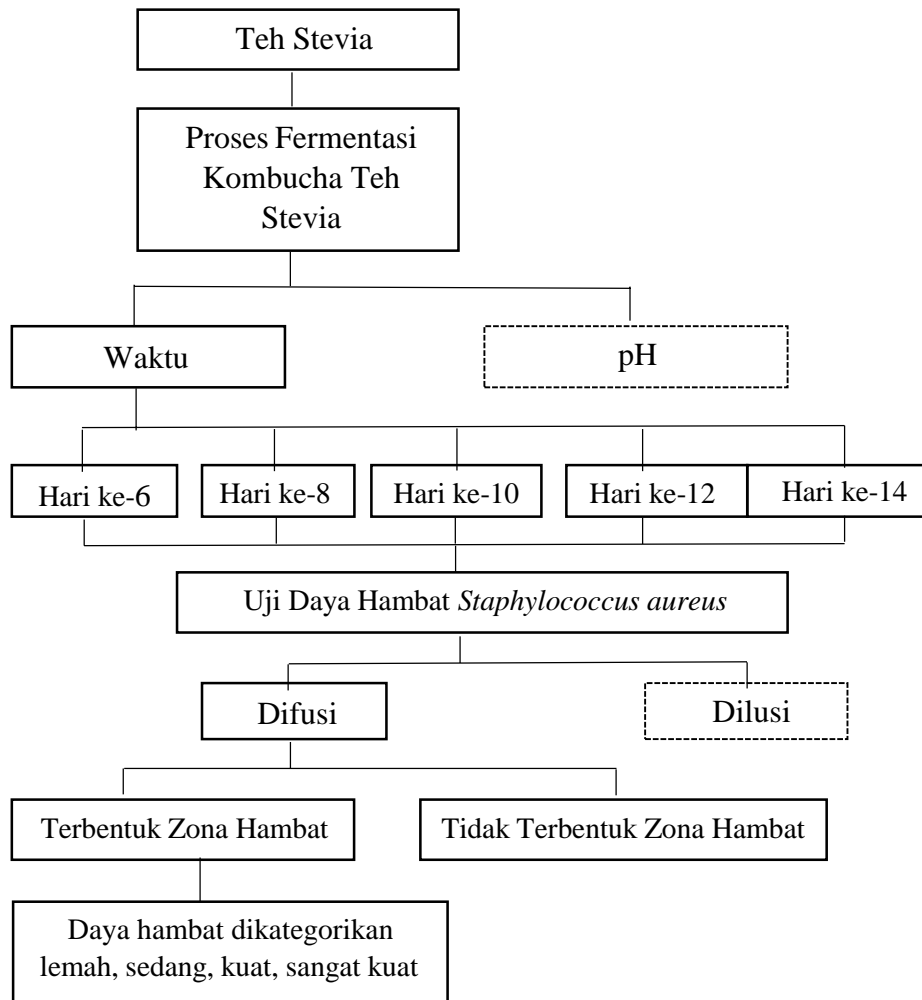 Teh Stevia
Proses Fermentasi
Kombucha Teh
Stevia
Waktu
pH
Hari ke-6
Hari ke-8
Hari ke-10
Hari ke-12
Hari ke-14
Uji Daya Hambat Staphylococcus aureus
Difusi
Dilusi
Terbentuk Zona Hambat
Tidak Terbentuk Zona Hambat
Daya hambat dikategorikan
lemah, sedang, kuat, sangat kuat